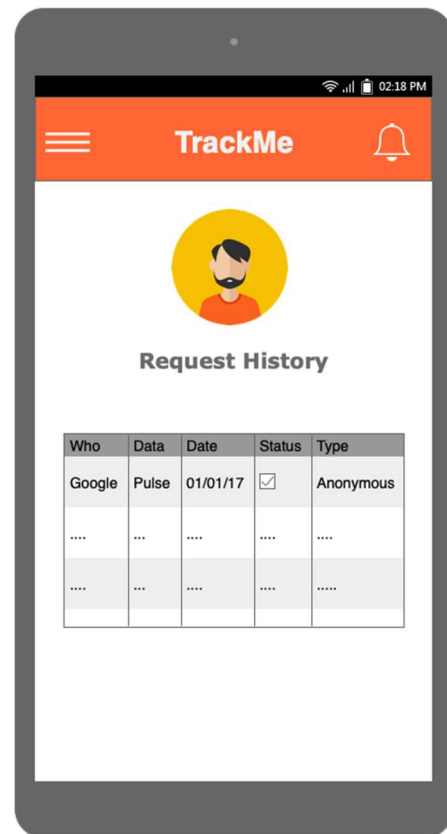 02:18 PM
TrackMe
Request History
Who Data Date Status Type
Google Pulse 01/01/17 Anonymous
.... ... .... .... ....
.... ... .... .... .....